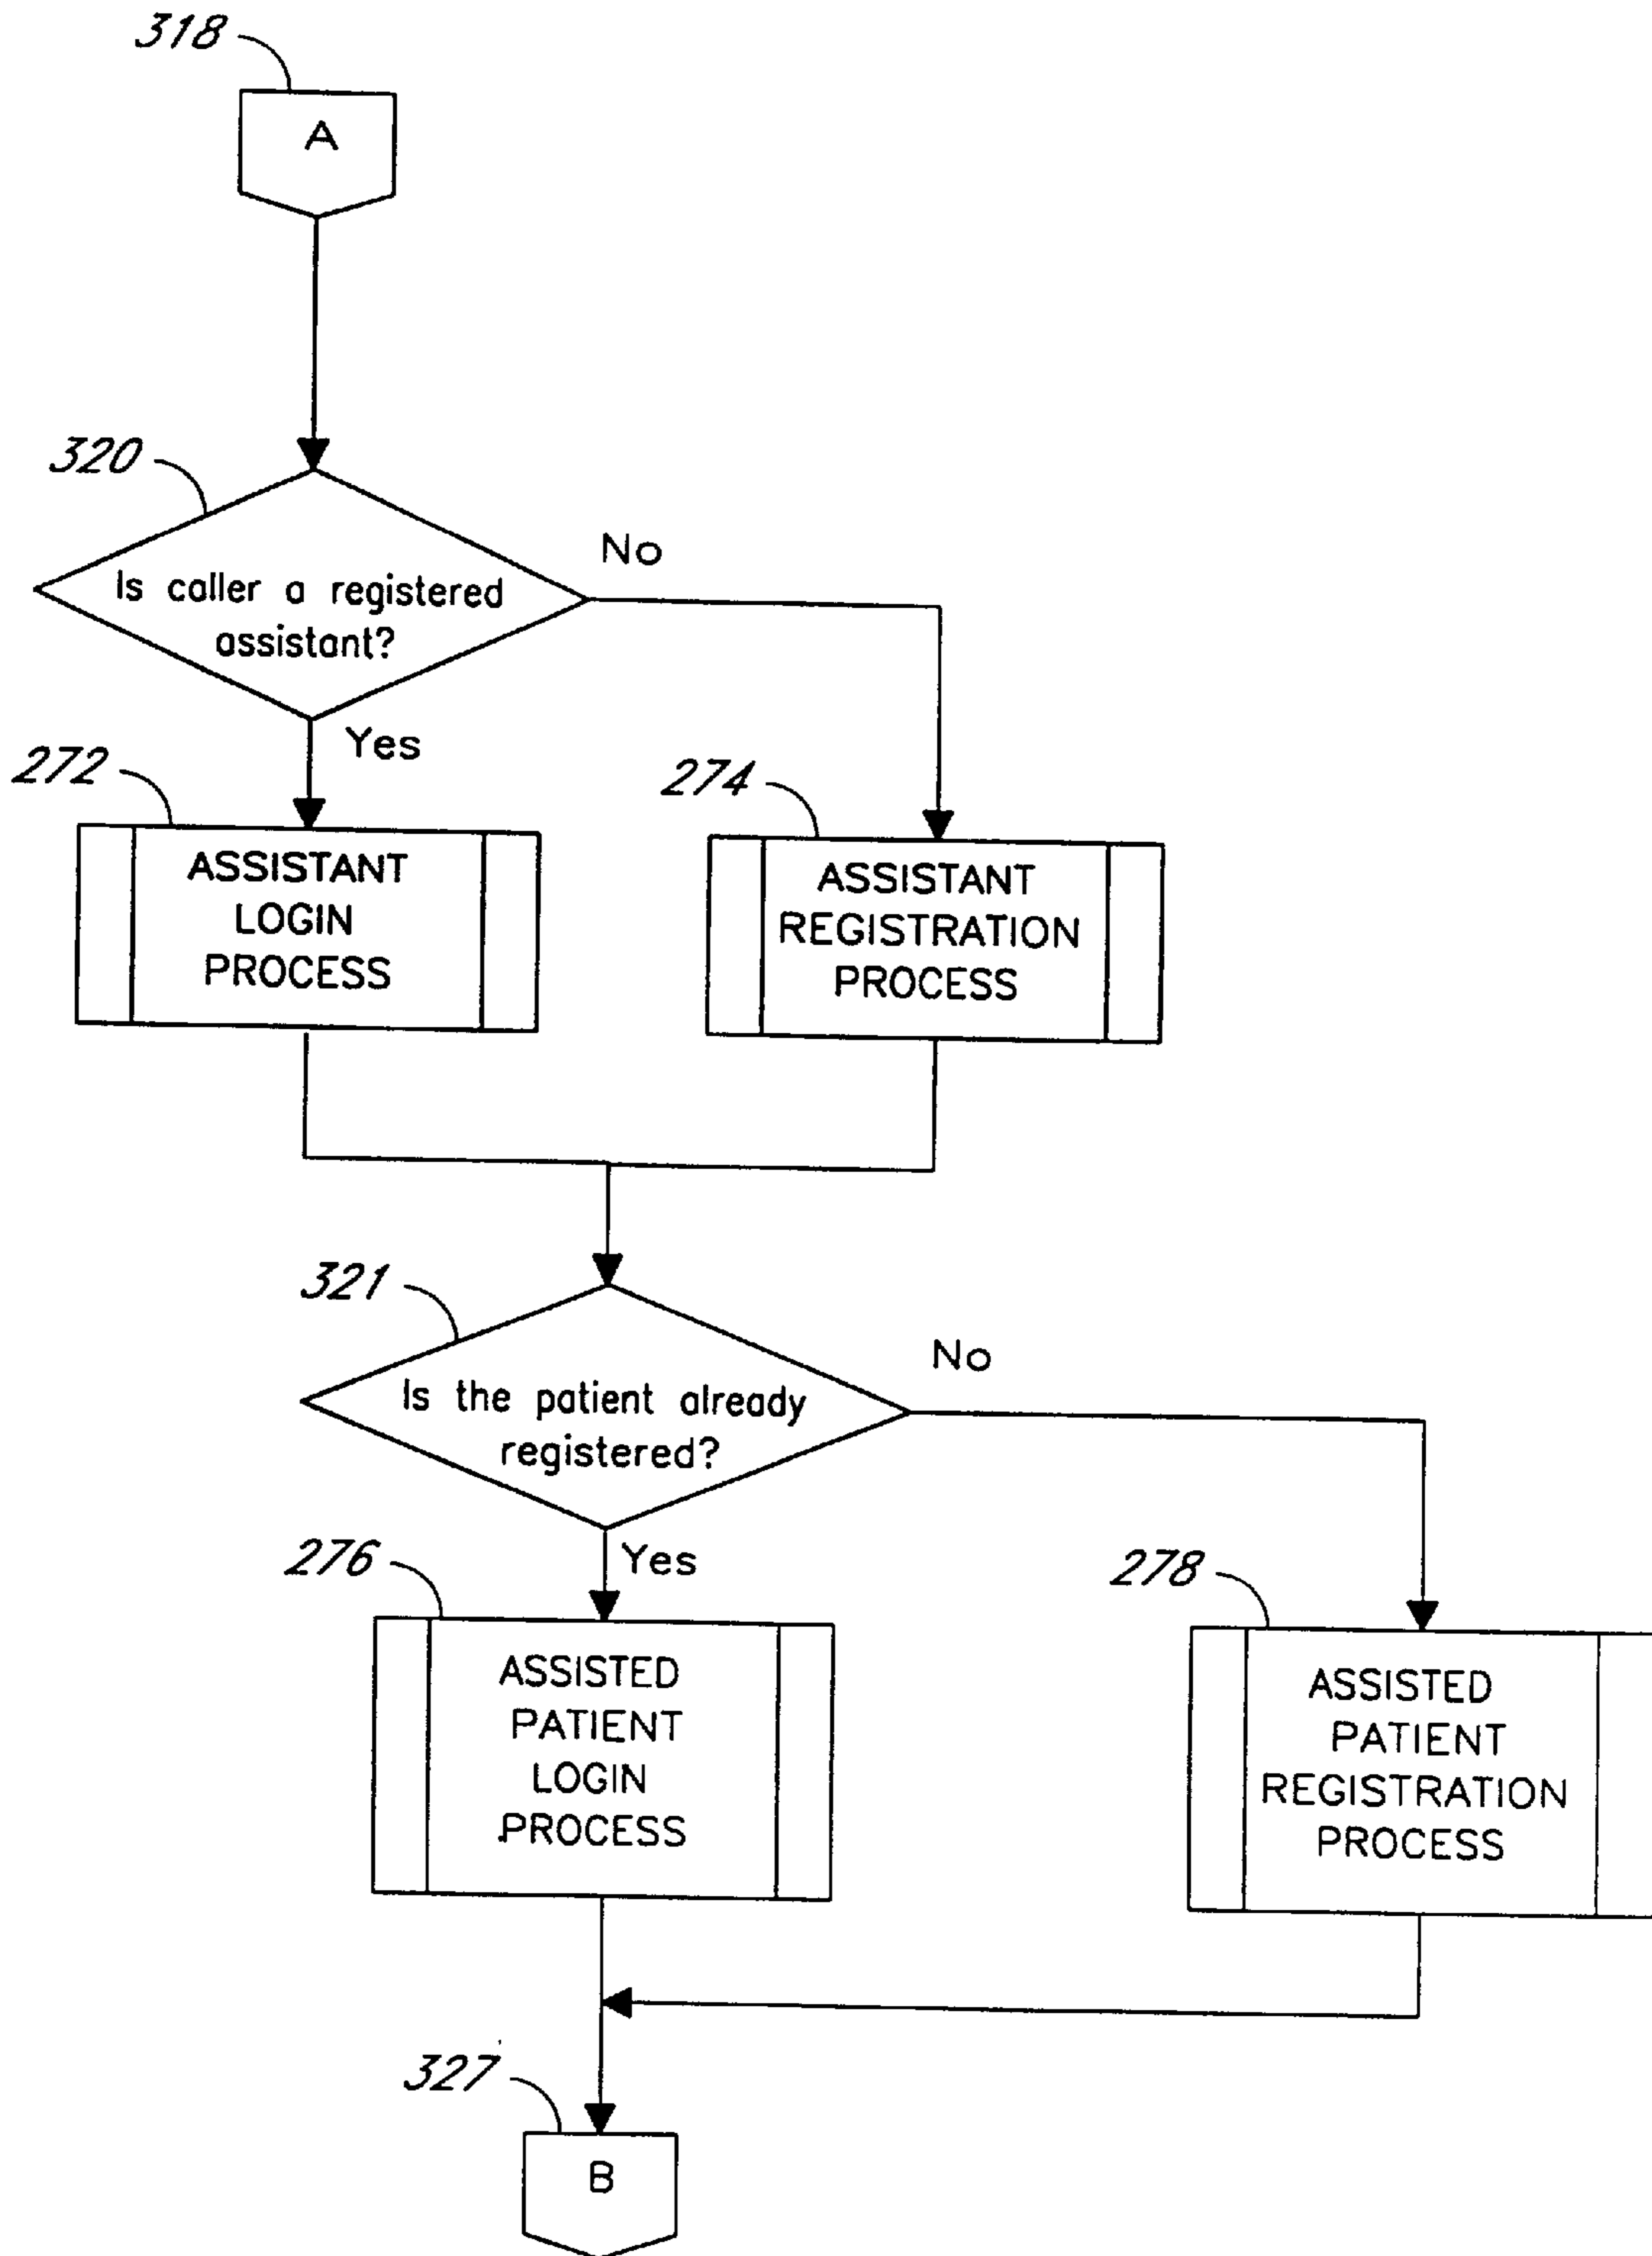 318
A
320
No
Is caller a registered
assistant?
Yes
272
274
ASSISTANT
LOGIN
PROCESS
ASSISTANT
REGISTRATION
PROCESS
321
No
Is the patient already
registered?
Yes
276
278
ASSISTED
PATIENT
LOGIN
PROCESS
ASSISTED
PATIENT
REGISTRATION
PROCESS
327
B